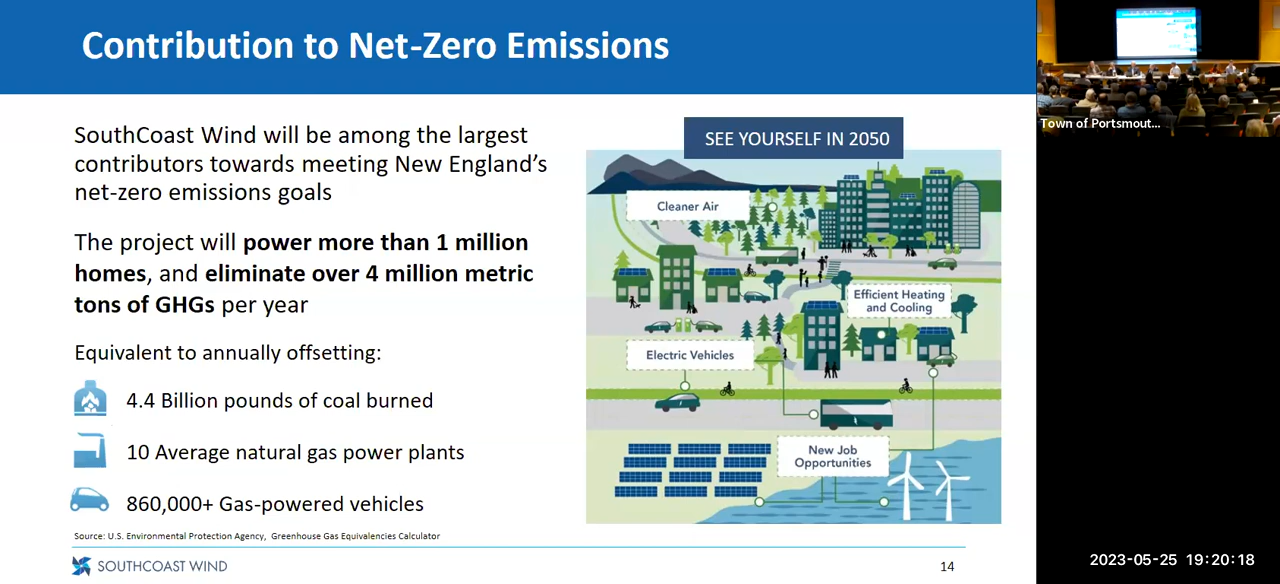 Contribution to Net-Zero Emissions
SouthCoast Wind will be among the largest
contributors towards meeting New England's
net-zero emissions goals
The project will power more than 1 million
homes, and eliminate over 4 million metric
tons of GHGs per year
Equivalent to annually offsetting:
4.4 Billion pounds of coal burned
10 Average natural gas power plants
860,000+ Gas-powered vehicles
Source: U.S. Environmental Protection Agency, Greenhouse Gas Equivalencies Calculator
SOUTHCOAST WIND
14
SEE YOURSELF IN 2050
Cleaner Air
Efficient Heating
and Cooling
Electric Vehicles
New Job
Opportunities
Town of Portsmout...
2023-05-25 19:20:18